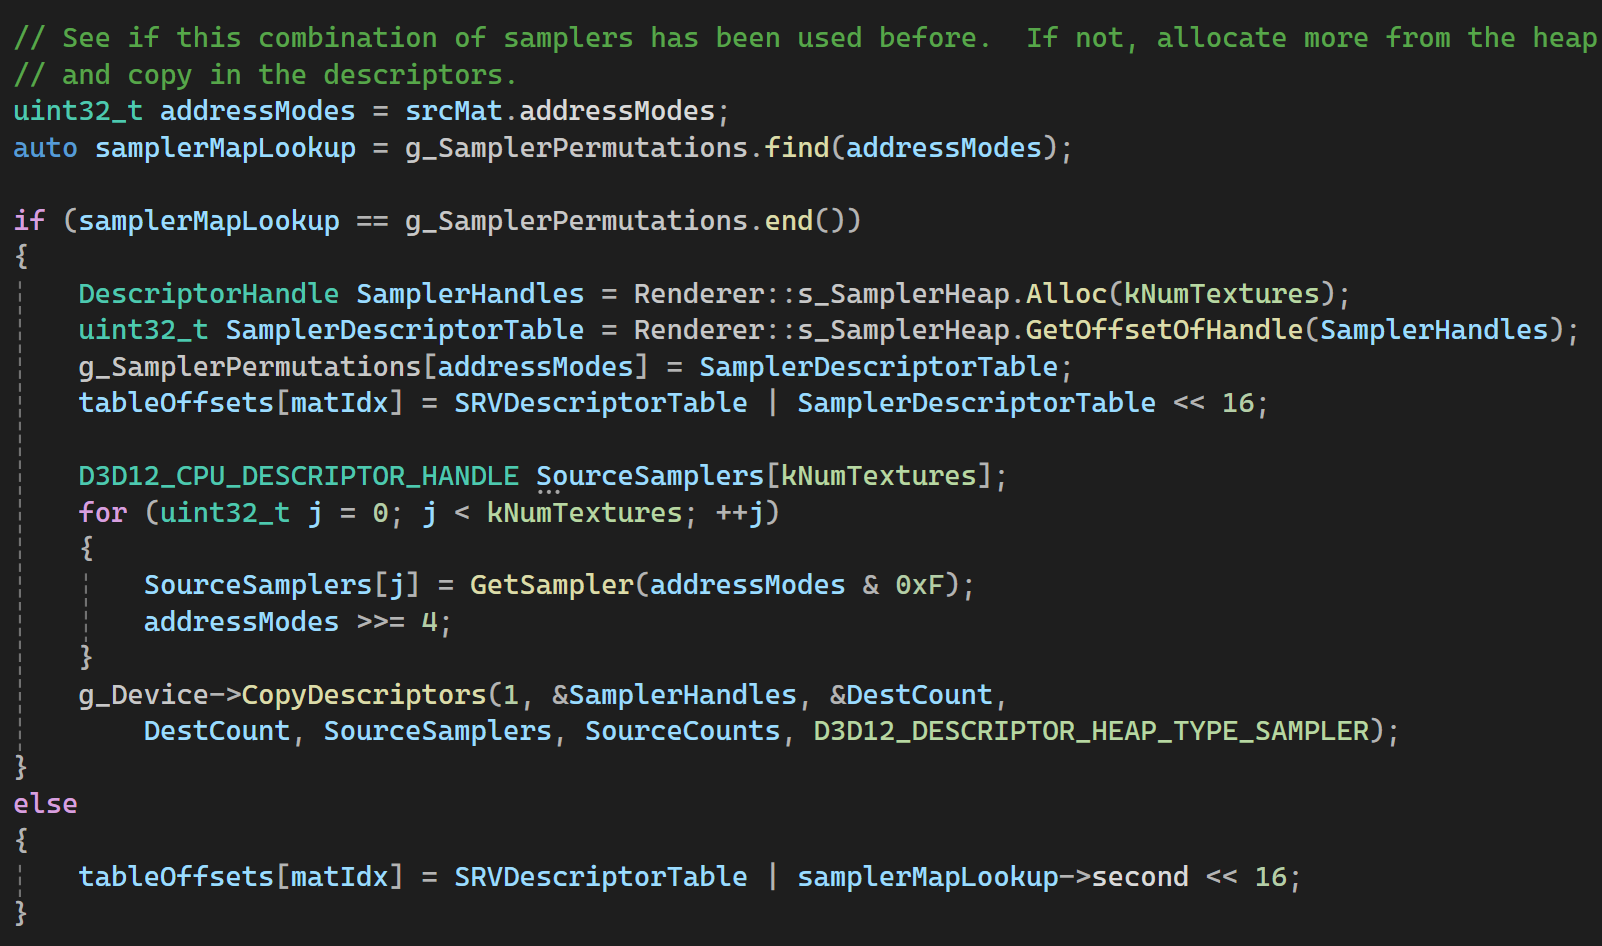 // See if this combination of samplers has been used before.  If not, allocate more from the heap
// and copy in the descriptors.
uint32_t addressModes = srcMat.addressModes;
auto samplerMapLookup = g_SamplerPermutations.find(addressModes);

if (samplerMapLookup == g_SamplerPermutations.end())
{
    DescriptorHandle SamplerHandles = Renderer::s_SamplerHeap.Alloc(kNumTextures);
    uint32_t SamplerDescriptorTable = Renderer::s_SamplerHeap.GetOffsetOfHandle(SamplerHandles);
    g_SamplerPermutations[addressModes] = SamplerDescriptorTable;
    tableOffsets[matIdx] = SRVDescriptorTable | SamplerDescriptorTable << 16;

    D3D12_CPU_DESCRIPTOR_HANDLE SourceSamplers[kNumTextures];
    for (uint32_t j = 0; j < kNumTextures; ++j)
    {
        SourceSamplers[j] = GetSampler(addressModes & 0xF);
        addressModes >>= 4;
    }
    g_Device->CopyDescriptors(1, &SamplerHandles, &DestCount,
        DestCount, SourceSamplers, SourceCounts, D3D12_DESCRIPTOR_HEAP_TYPE_SAMPLER);
}
else
{
    tableOffsets[matIdx] = SRVDescriptorTable | samplerMapLookup->second << 16;
}